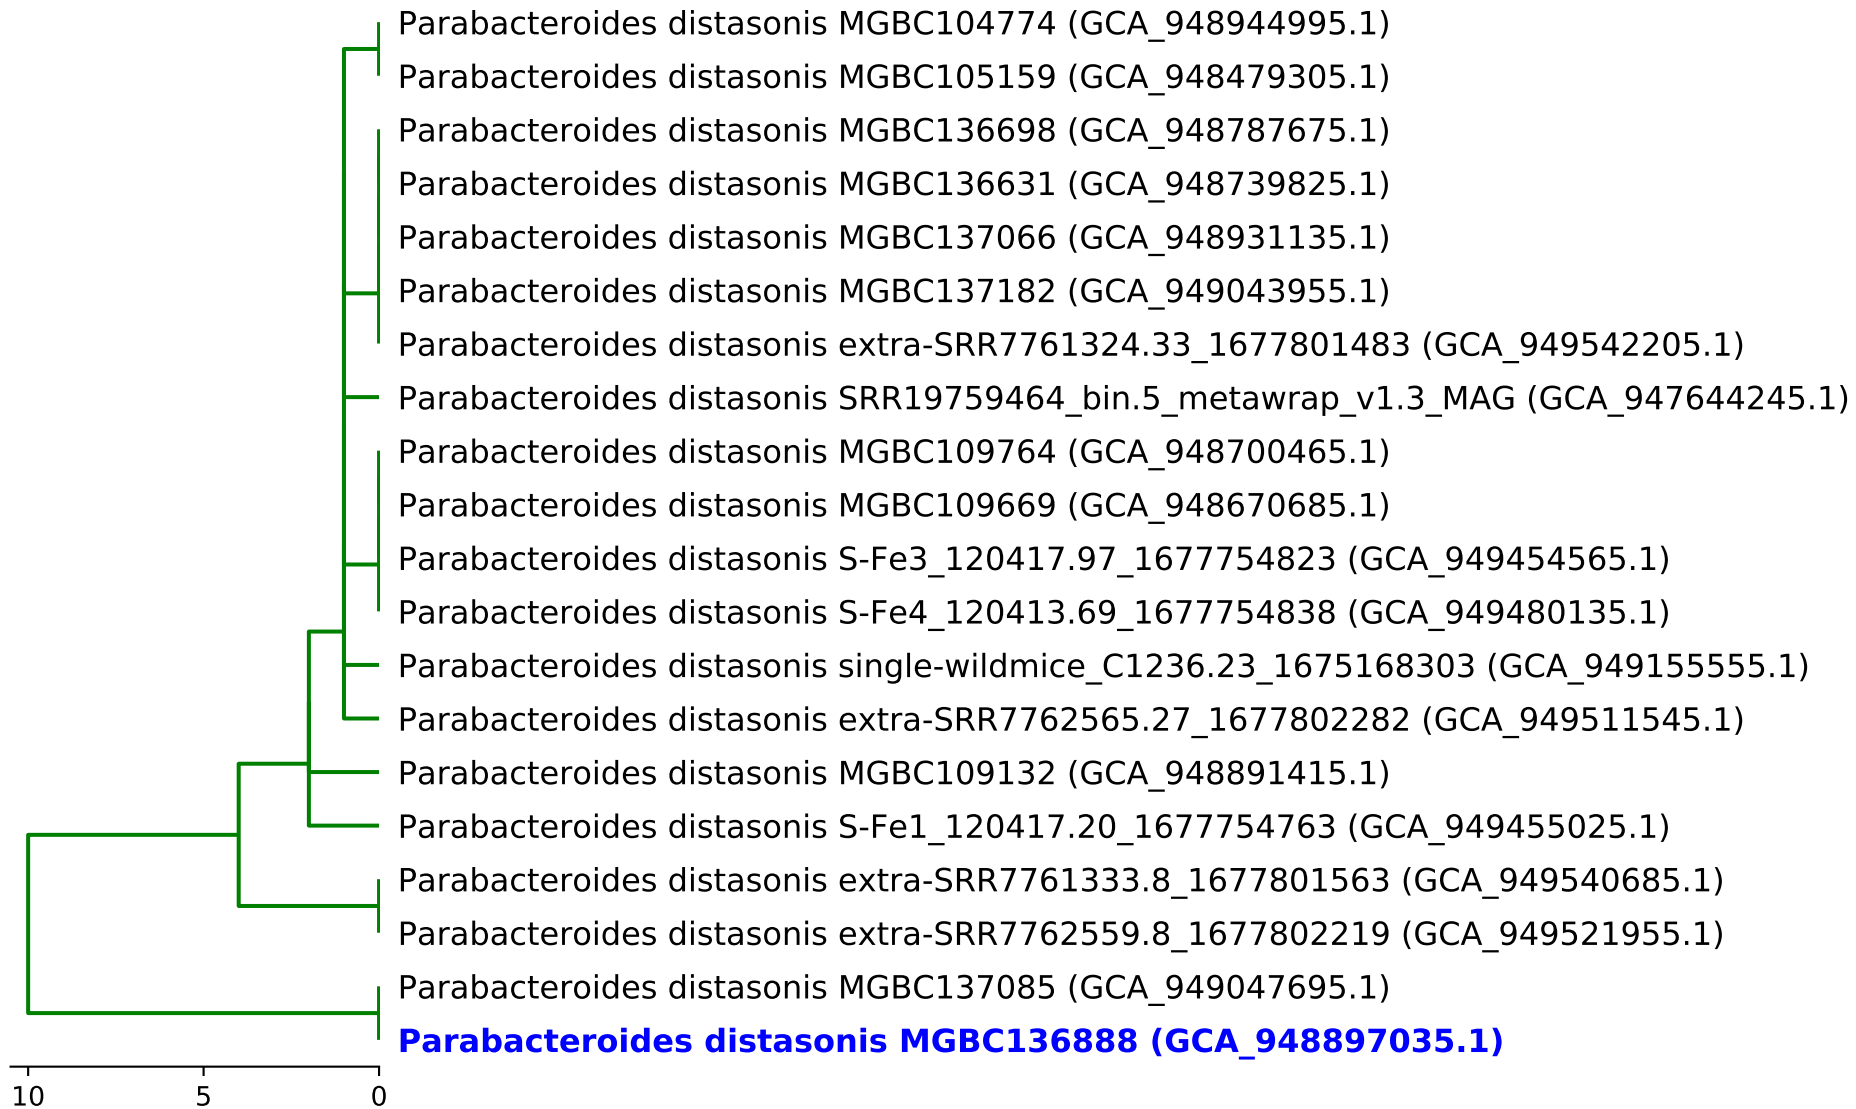 Parabacteroides distasonis MGBC104774 (GCA_948944995.1)
Parabacteroides distasonis MGBC105159 (GCA_948479305.1)
Parabacteroides distasonis MGBC136698 (GCA_948787675.1)
Parabacteroides distasonis MGBC136631 (GCA_948739825.1)
Parabacteroides distasonis MGBC137066 (GCA_948931135.1)
Parabacteroides distasonis MGBC137182 (GCA_949043955.1)
Parabacteroides distasonis extra-SRR7761324.33_1677801483 (GCA_949542205.1)
Parabacteroides distasonis SRR19759464_bin.5_metawrap_v1.3_MAG (GCA_947644245.1)
Parabacteroides distasonis MGBC109764 (GCA_948700465.1)
Parabacteroides distasonis MGBC109669 (GCA_948670685.1)
Parabacteroides distasonis S-Fe3_120417.97_1677754823 (GCA_949454565.1)
Parabacteroides distasonis S-Fe4_120413.69_1677754838 (GCA_949480135.1)
Parabacteroides distasonis single-wildmice_C1236.23_1675168303 (GCA_949155555.1)
Parabacteroides distasonis extra-SRR7762565.27_1677802282 (GCA_949511545.1)
Parabacteroides distasonis MGBC109132 (GCA_948891415.1)
Parabacteroides distasonis S-Fe1_120417.20_1677754763 (GCA_949455025.1)
Parabacteroides distasonis extra-SRR7761333.8_1677801563 (GCA_949540685.1)
Parabacteroides distasonis extra-SRR7762559.8_1677802219 (GCA_949521955.1)
Parabacteroides distasonis MGBC137085 (GCA_949047695.1)
Parabacteroides distasonis MGBC136888 (GCA_948897035.1)
10 5 0